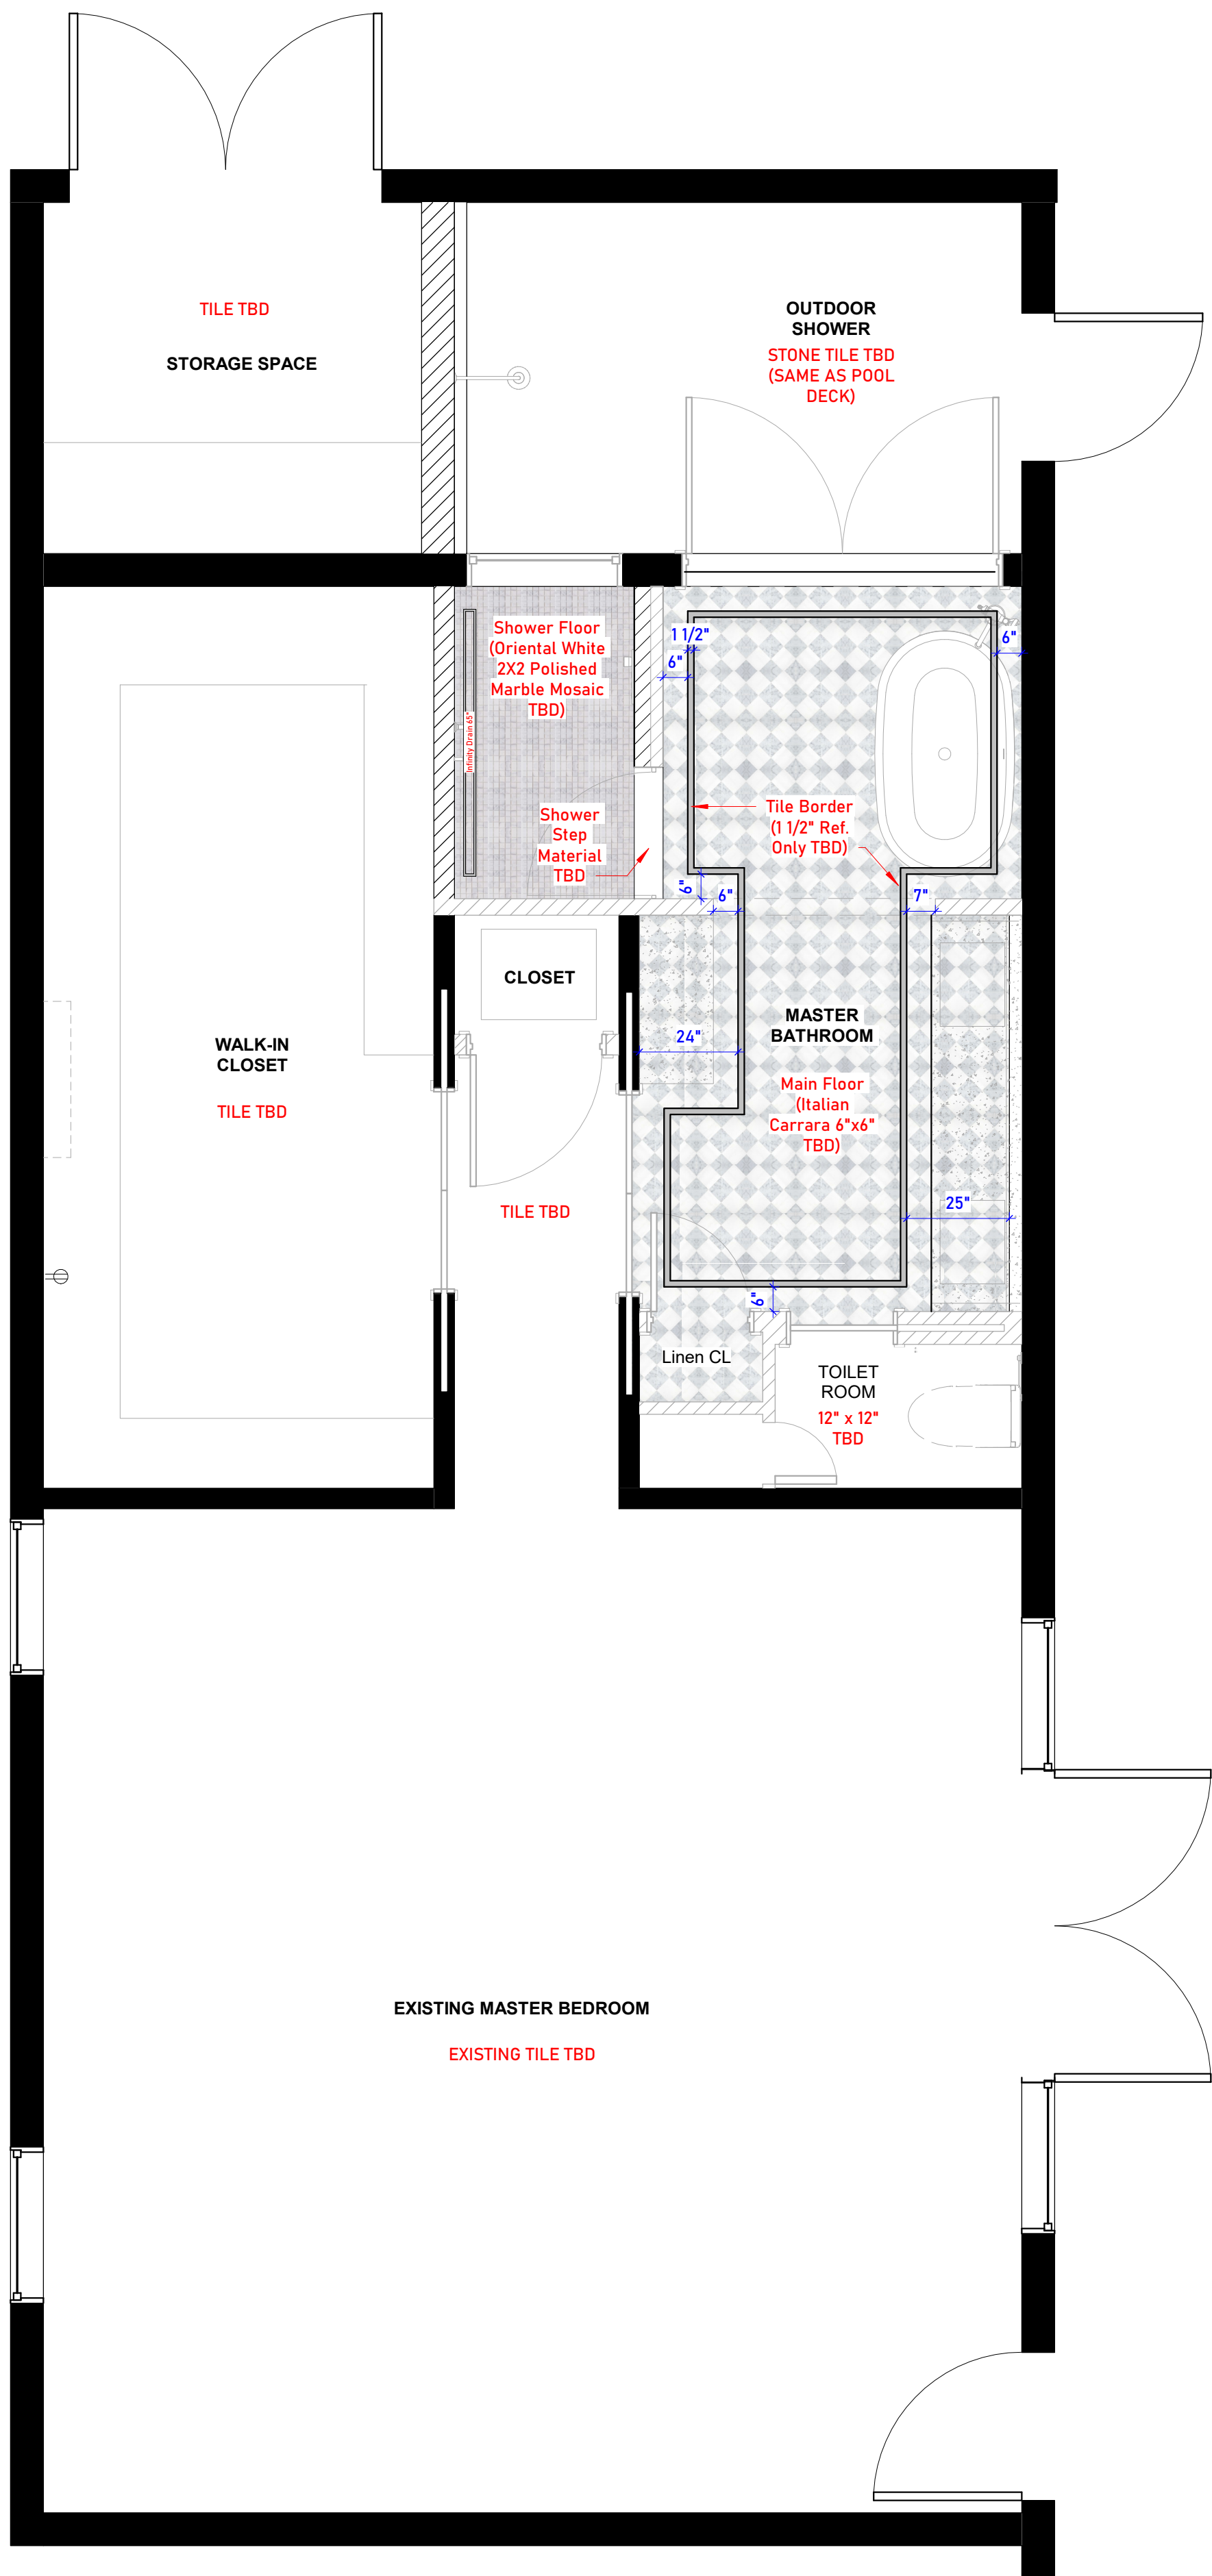 TILE TBD
STORAGE SPACE
OUTDOOR
SHOWER
STONE TILE TBD
(SAME AS POOL
DECK)
Shower Floor
(Oriental White
2X2 Polished
Marble Mosaic
TBD)
Infinity Drain 65"
1 1/2"
6"
6"
Shower
Step
Material
TBD
Tile Border
(1 1/2" Ref.
Only TBD)
6"
6"
7"
CLOSET
24"
MASTER
BATHROOM
Main Floor
(Italian
Carrara 6"x6"
TBD)
WALK-IN
CLOSET
TILE TBD
TILE TBD
25"
6"
Linen CL
TOILET
ROOM
12" x 12"
TBD
EXISTING MASTER BEDROOM
EXISTING TILE TBD